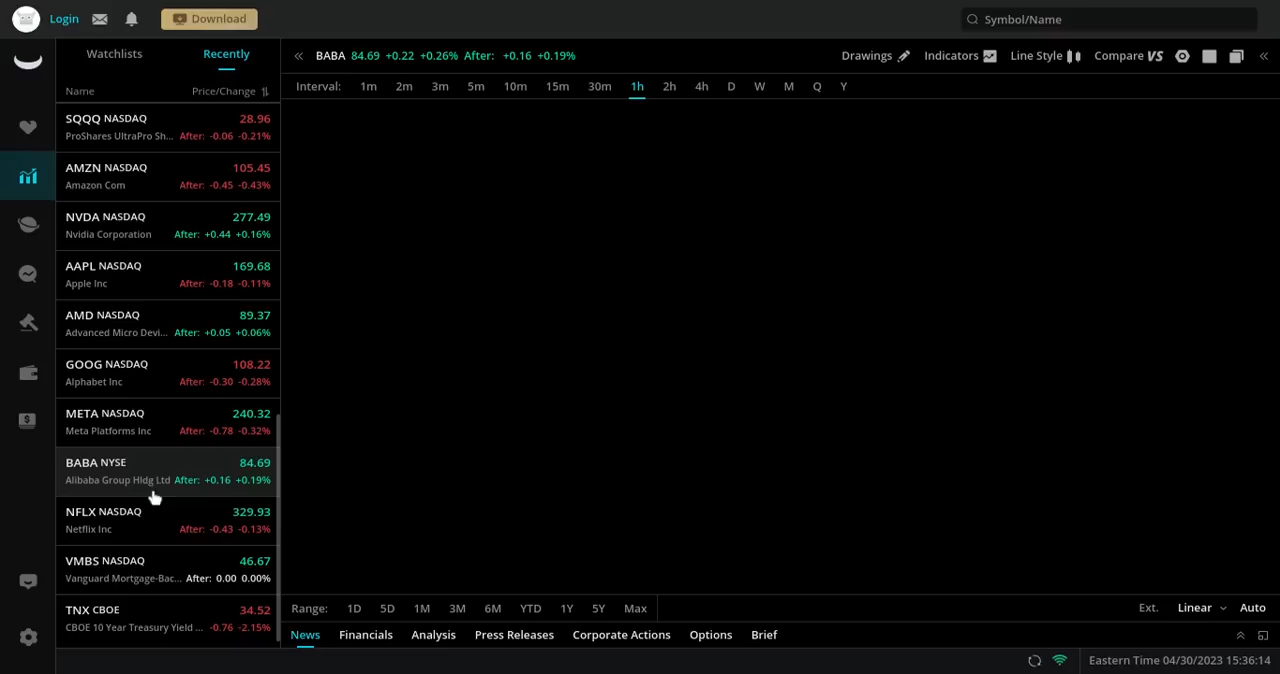 Login Download Symbol/Name
Watchlists Recently
Name Price/Change
SQQQ NASDAQ 28.96
ProShares UltraPro Sh... After: -0.06 -0.21%
AMZN NASDAQ 105.45
Amazon Com After: -0.45 -0.43%
NVDA NASDAQ 277.49
Nvidia Corporation After: +0.44 +0.16%
AAPL NASDAQ 169.68
Apple Inc After: -0.18 -0.11%
AMD NASDAQ 89.37
Advanced Micro Devi... After: +0.05 +0.06%
GOOG NASDAQ 108.22
Alphabet Inc After: -0.30 -0.28%
META NASDAQ 240.32
Meta Platforms Inc After: -0.78 -0.32%
BABA NYSE 84.69
Alibaba Group Hldg Ltd After: +0.16 +0.19%
NFLX NASDAQ 329.93
Netflix Inc After: -0.43 -0.13%
VMBS NASDAQ 46.67
Vanguard Mortgage-Bac... After: 0.00 0.00%
TNX CBOE 34.52
CBOE 10 Year Treasury Yield ... -0.76 -2.15%
BABA 84.69 +0.22 +0.26% After: +0.16 +0.19% Drawings Indicators Line Style Compare VS
Interval: 1m 2m 3m 5m 10m 15m 30m 1h 2h 4h D W M Q Y
Range: 1D 5D 1M 3M 6M YTD 1Y 5Y Max Ext. Linear Auto
News Financials Analysis Press Releases Corporate Actions Options Brief
Eastern Time 04/30/2023 15:36:14